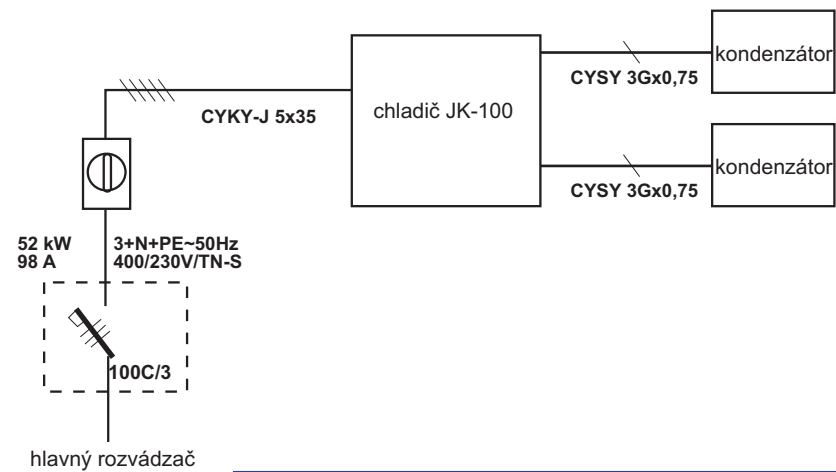 kondenzátor
CYSY 3Gx0,75
CYKY-J 5x35
chladič JK-100
kondenzátor
CYSY 3Gx0,75
52 kW
98 A
3+N+PE~50Hz
400/230V/TN-S
100C/3
hlavný rozvádzač